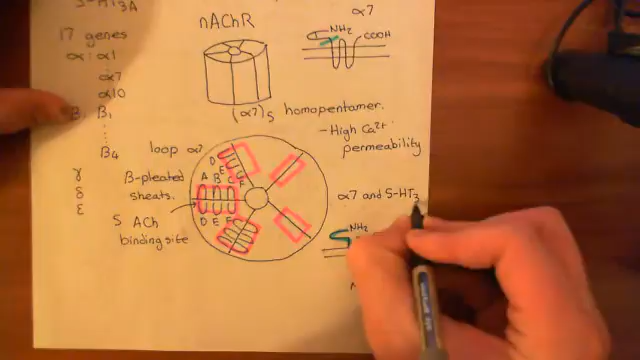 5-HT3A
17 genes
α: α1
α7
α10
β1
β4
γ
δ
ε
nAChR
α7
NH2
COOH
(α7)5 homopentamer.
- High Ca2+
permeability
loop α7
β-pleated
sheats.
5 ACh
binding site
D
E
F
A B C
D E F
α7 and 5-HT3
NH2